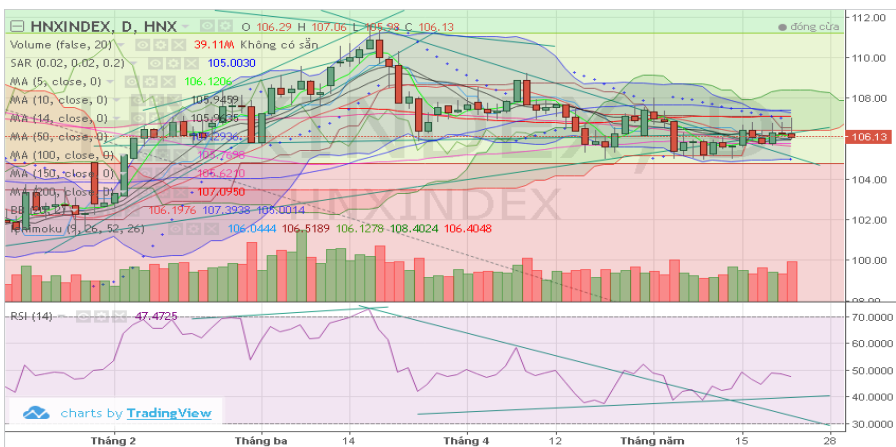 HNXINDEX, D, HNX O 106.29 H 107.06 L 105.98 C 106.13
đóng cửa
Volume (false, 20) 39.11M Không có sẵn
SAR (0.02, 0.02, 0.2) 105.0030
MA (5, close, 0) 106.1206
MA (10, close, 0) 105.9459
MA (14, close, 0)
MA (50, close, 0)
MA (100, close, 0)
MA (150, close, 0) 105.6210
MA (200, close, 0) 107.0950
106.1976 107.3938 105.0014
(9, 26, 52, 26) 106.0444 106.5189 106.1278 108.4024 106.4048
HNXINDEX
112.00
110.00
108.00
106.13
104.00
102.00
100.00
98.00
RSI (14) 47.4725
70.0000
60.0000
50.0000
40.0000
30.0000
charts by TradingView
Tháng 2 Tháng ba 14 Tháng 4 12 Tháng năm 15 28